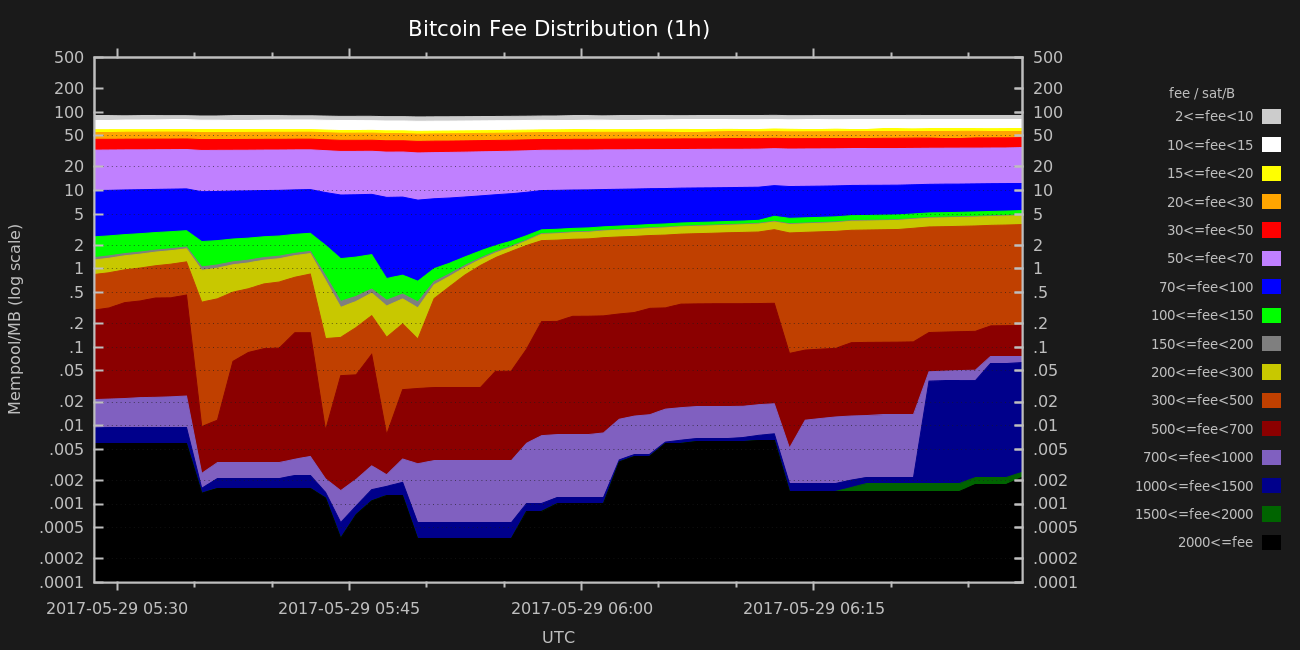 Bitcoin Fee Distribution (1h)
Mempool/MB (log scale)
500
200
100
50
20
10
5
2
1
.5
.2
.1
.05
.02
.01
.005
.002
.001
.0005
.0002
.0001
500
200
100
50
20
10
5
2
1
.5
.2
.1
.05
.02
.01
.005
.002
.001
.0005
.0002
.0001
2017-05-29 05:30
2017-05-29 05:45
2017-05-29 06:00
2017-05-29 06:15
UTC
fee / sat/B
2<=fee<10
10<=fee<15
15<=fee<20
20<=fee<30
30<=fee<50
50<=fee<70
70<=fee<100
100<=fee<150
150<=fee<200
200<=fee<300
300<=fee<500
500<=fee<700
700<=fee<1000
1000<=fee<1500
1500<=fee<2000
2000<=fee